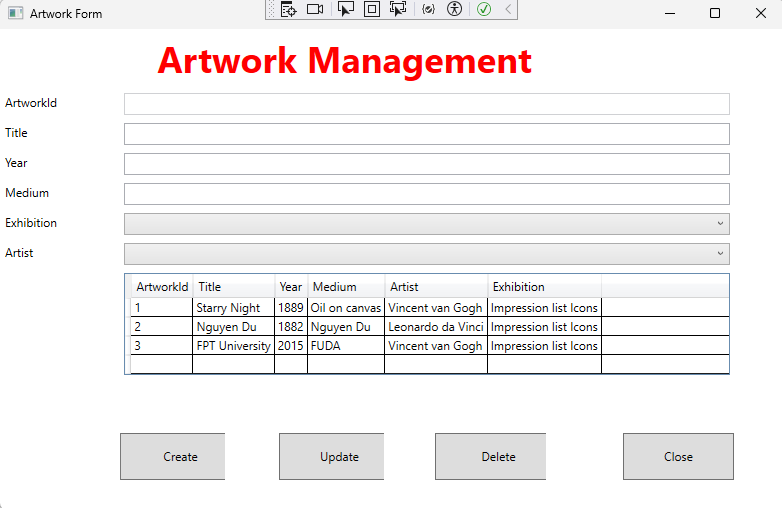 Artwork Form
Artwork Management
ArtworkId
Title
Year
Medium
Exhibition
Artist
ArtworkId Title Year Medium Artist Exhibition
1 Starry Night 1889 Oil on canvas Vincent van Gogh Impression list Icons
2 Nguyen Du 1882 Nguyen Du Leonardo da Vinci Impression list Icons
3 FPT University 2015 FUDA Vincent van Gogh Impression list Icons
Create Update Delete Close